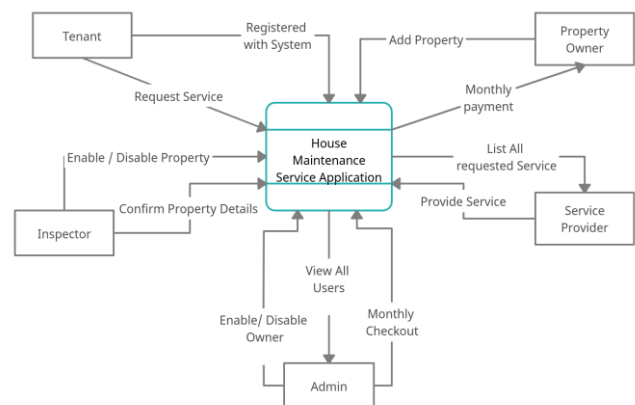 Tenant
Registered
with System
Add Property
Property
Owner
Request Service
Monthly
payment
House
Maintenance
Service Application
Enable / Disable Property
List All
requested Service
Confirm Property Details
Provide Service
Inspector
Service
Provider
View All
Users
Enable/ Disable
Owner
Monthly
Checkout
Admin